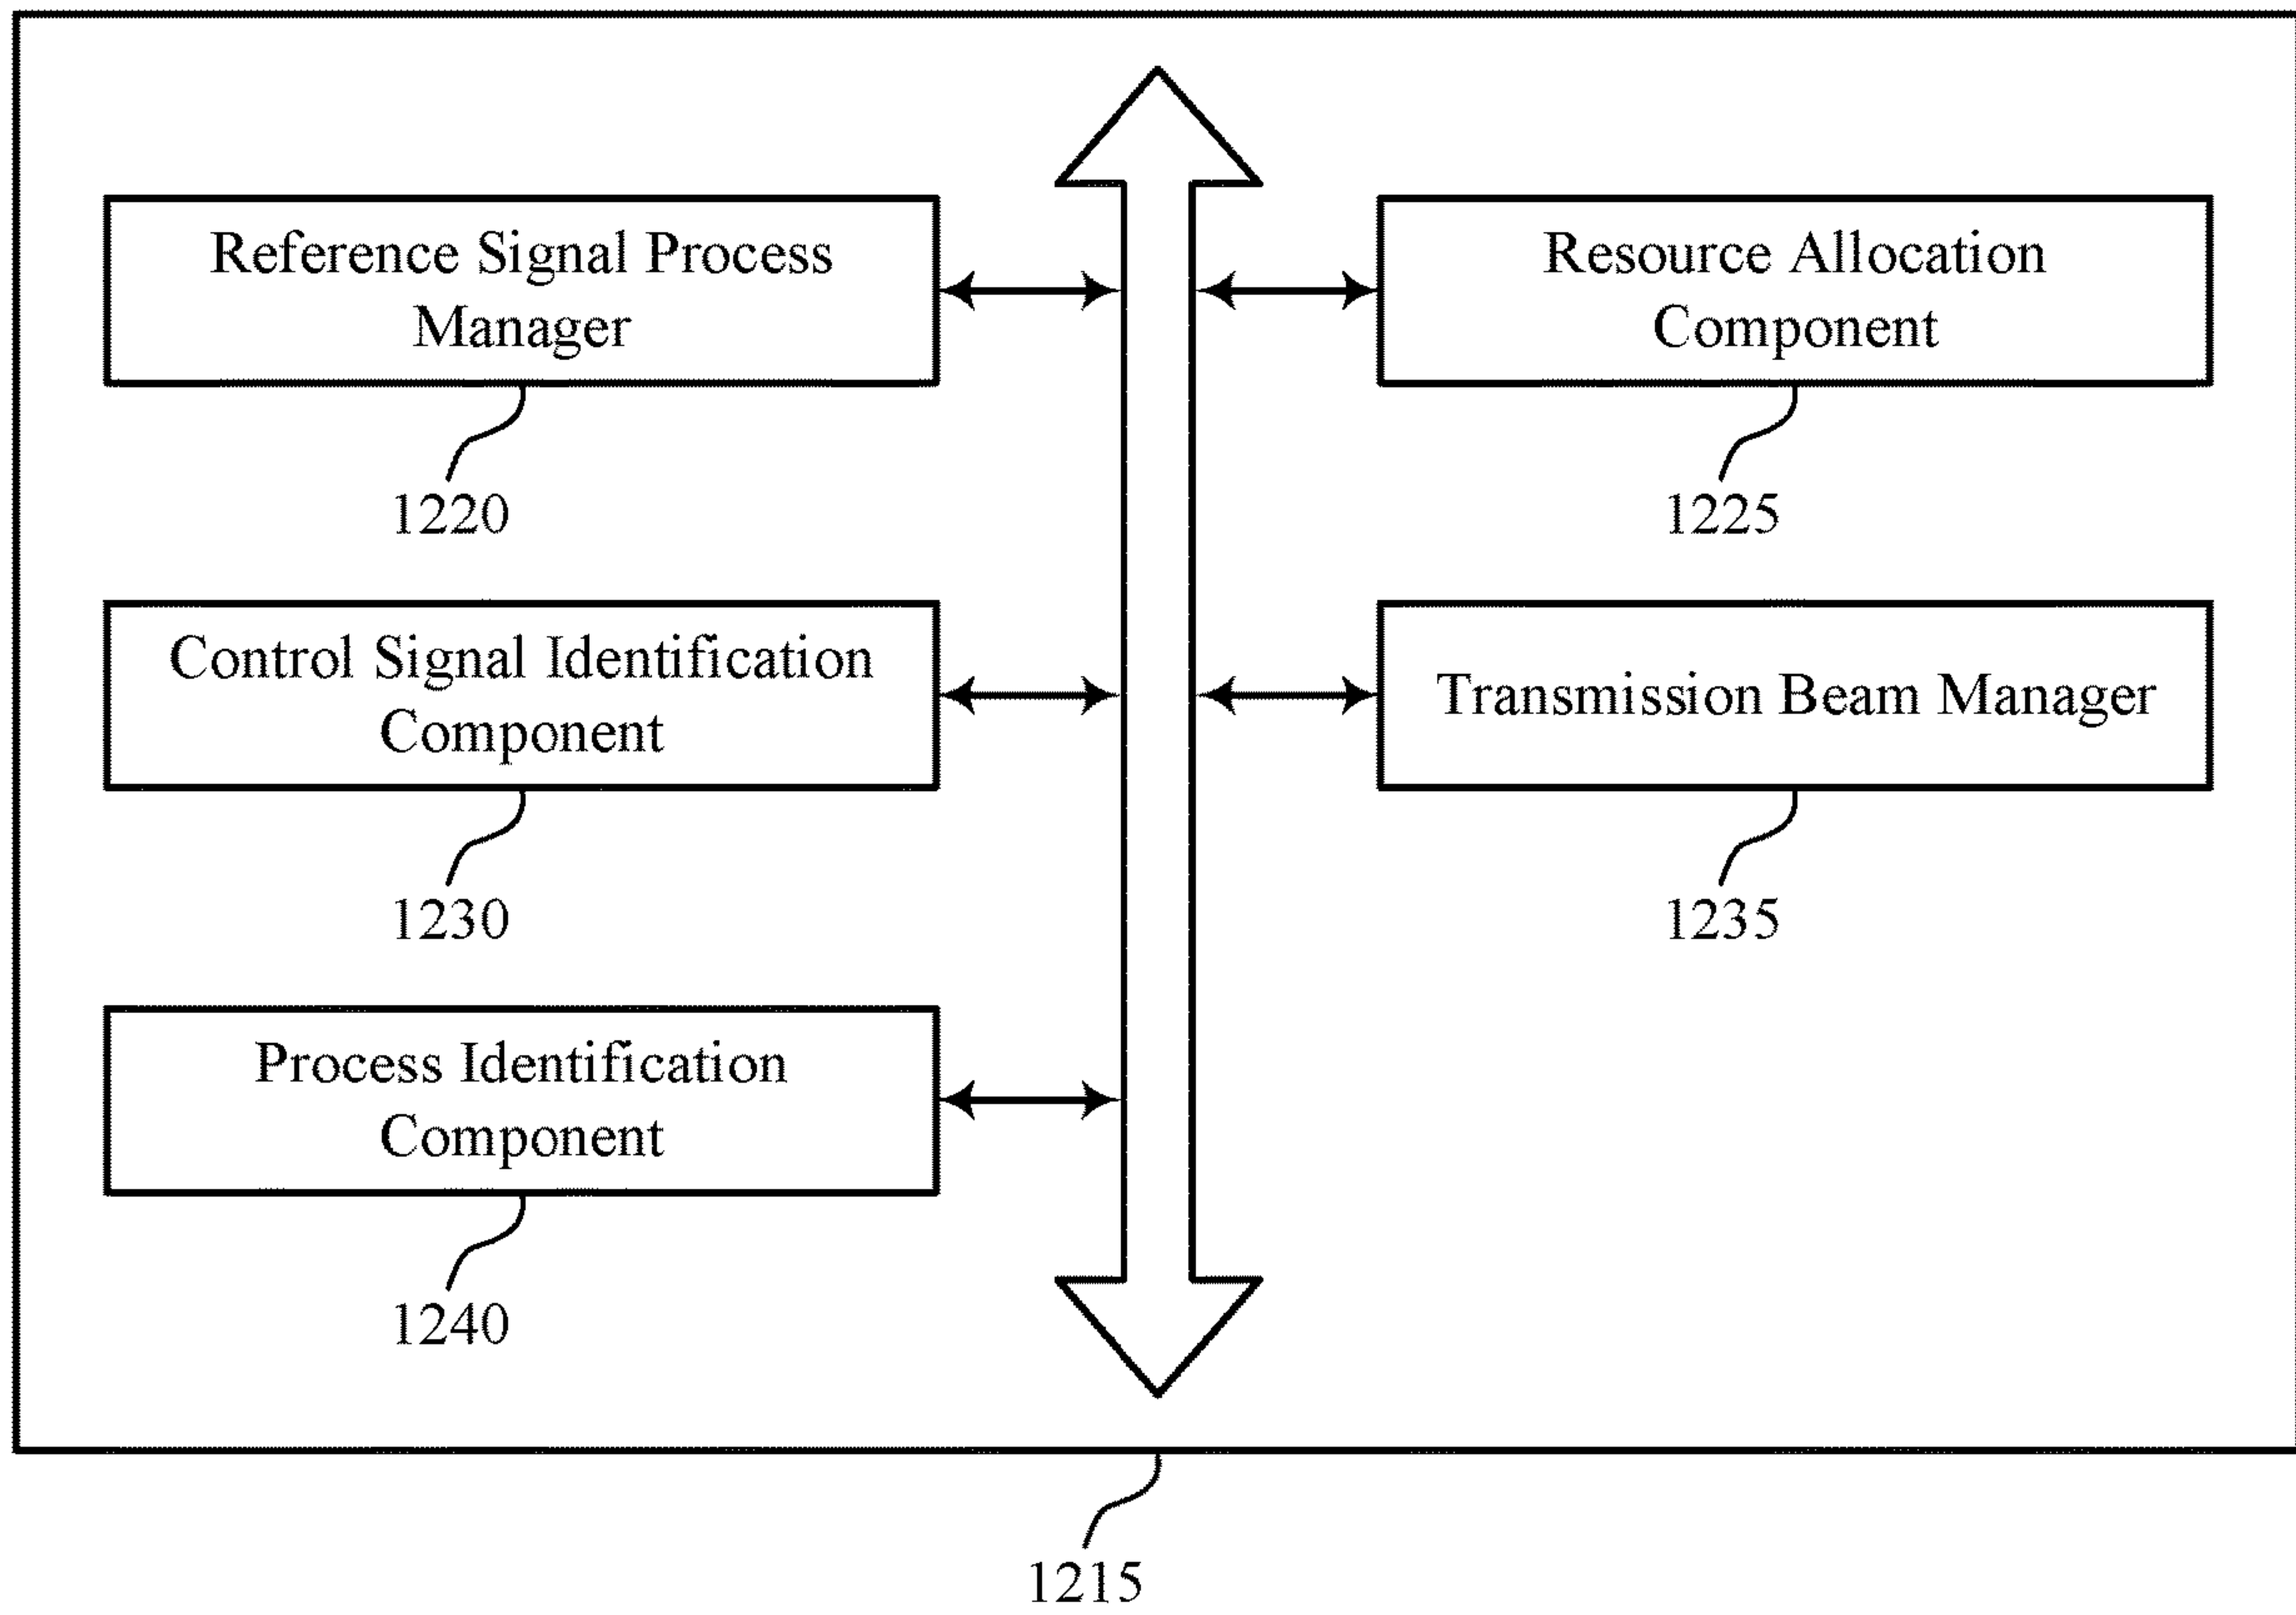 Reference Signal Process
Manager
1220
Resource Allocation
Component
1225
Control Signal Identification
Component
1230
Transmission Beam Manager
1235
Process Identification
Component
1240
1215